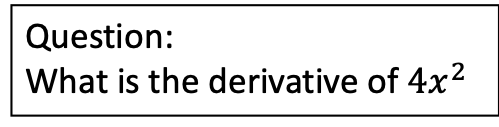 Question:
What is the derivative of 4𝑥²